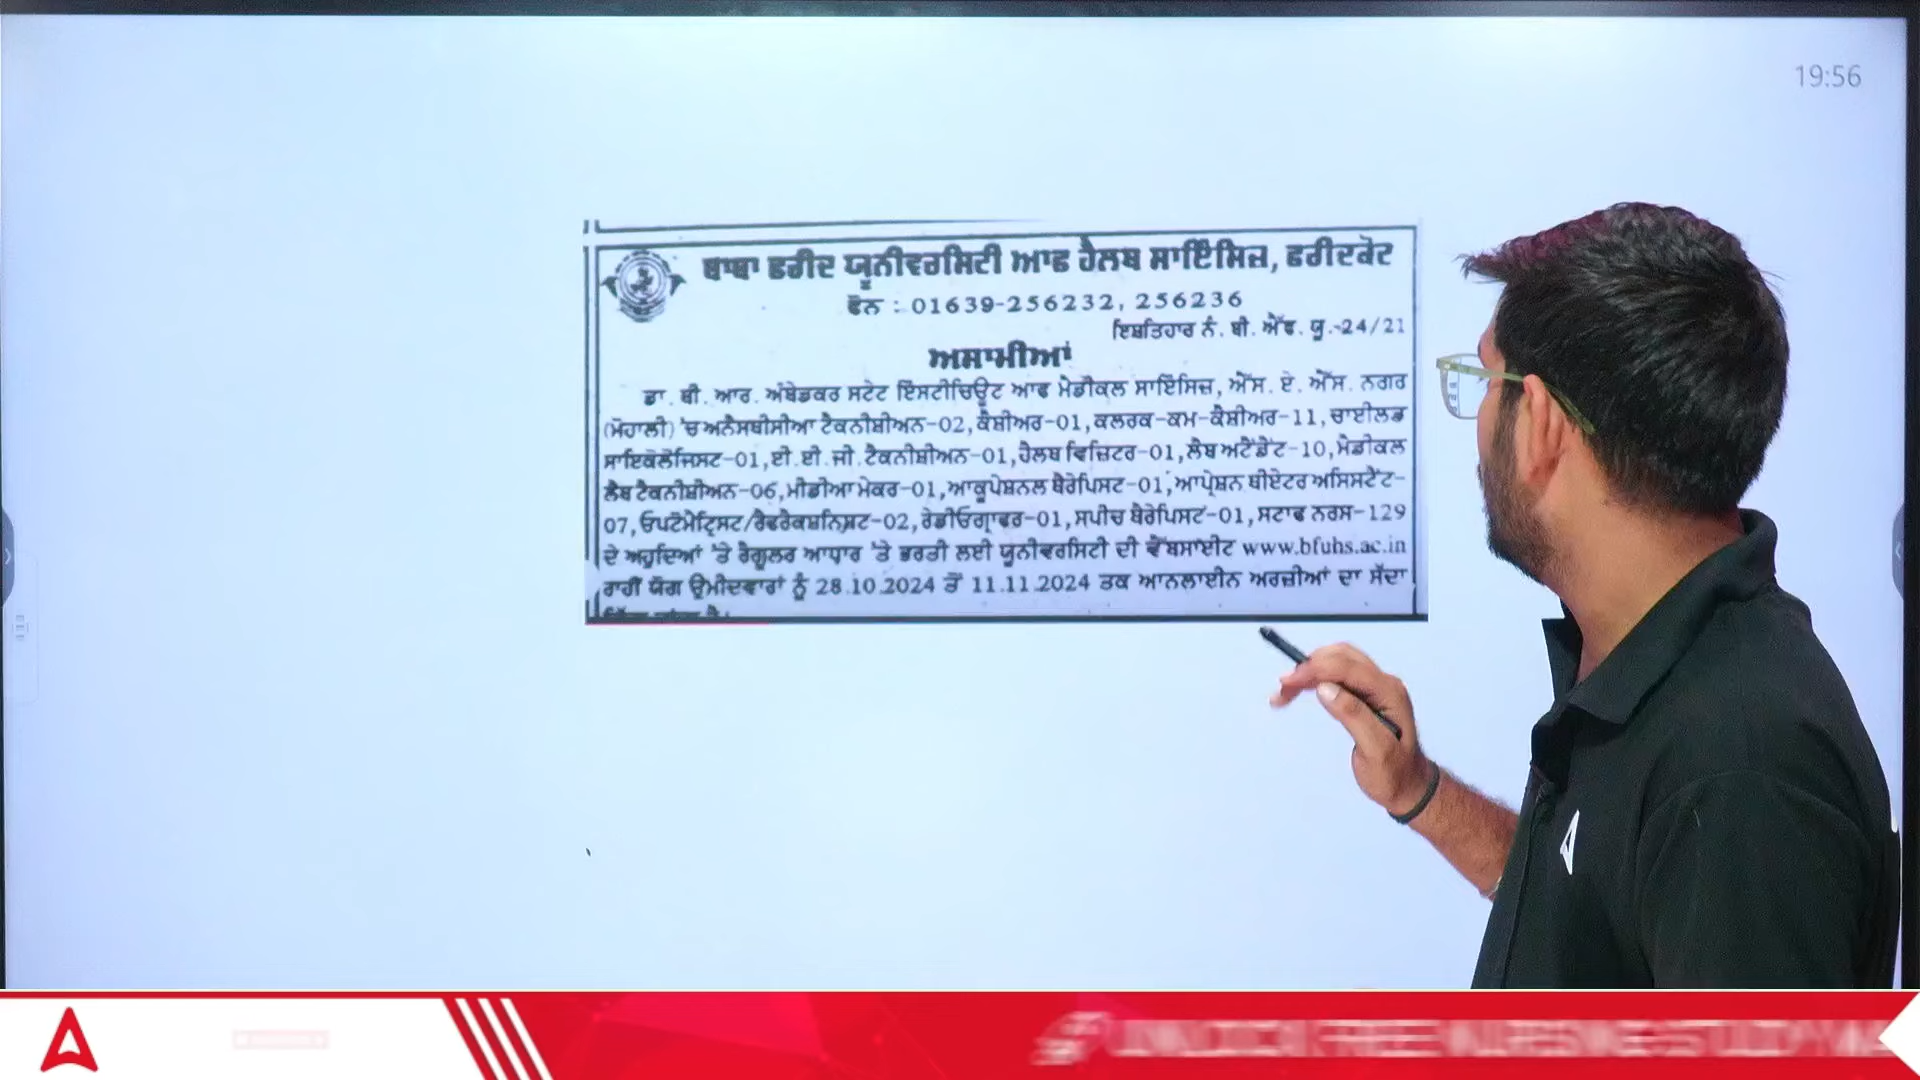 19:56
ਬਾਬਾ ਫਰੀਦ ਯੂਨੀਵਰਸਿਟੀ ਆਫ ਹੈਲਥ ਸਾਇੰਸਿਜ਼, ਫਰੀਦਕੋਟ
ਫੋਨ : 01639-256232, 256236
ਇਸ਼ਤਿਹਾਰ ਨੰ. ਬੀ. ਐੱਫ. ਯੂ.-24/21
ਅਸਾਮੀਆਂ
ਡਾ. ਬੀ. ਆਰ. ਅੰਬੇਡਕਰ ਸਟੇਟ ਇੰਸਟੀਚਿਊਟ ਆਫ ਮੈਡੀਕਲ ਸਾਇੰਸਿਜ਼, ਐੱਸ. ਏ. ਐੱਸ. ਨਗਰ
(ਮੋਹਾਲੀ) 'ਚ ਅਨੈਸਥੀਸੀਆ ਟੈਕਨੀਸ਼ੀਅਨ-02, ਕੈਸ਼ੀਅਰ-01, ਕਲਰਕ-ਕਮ-ਕੈਸ਼ੀਅਰ-11, ਚਾਈਲਡ
ਸਾਇਕੋਲੋਜਿਸਟ-01, ਈ.ਈ.ਜੀ. ਟੈਕਨੀਸ਼ੀਅਨ-01, ਹੈਲਥ ਵਿਜ਼ਿਟਰ-01, ਲੈਬ ਅਟੈਂਡੈਂਟ-10, ਮੈਡੀਕਲ
ਲੈਬ ਟੈਕਨੀਸ਼ੀਅਨ-06, ਮੀਡੀਆ ਮੇਕਰ-01, ਆਕੂਪੇਸ਼ਨਲ ਥੈਰੇਪਿਸਟ-01, ਆਪ੍ਰੇਸ਼ਨ ਥੀਏਟਰ ਅਸਿਸਟੈਂਟ-
07, ਓਪਟੋਮੈਟ੍ਰਿਸਟ/ਰੈਫਰੈਕਸ਼ਨਿਸ਼ਟ-02, ਰੇਡੀਓਗ੍ਰਾਫਰ-01, ਸਪੀਚ ਥੈਰੇਪਿਸਟ-01, ਸਟਾਫ ਨਰਸ-129
ਦੇ ਅਹੁਦਿਆਂ 'ਤੇ ਰੈਗੂਲਰ ਆਧਾਰ 'ਤੇ ਭਰਤੀ ਲਈ ਯੂਨੀਵਰਸਿਟੀ ਦੀ ਵੈੱਬਸਾਈਟ www.bfuhs.ac.in
ਰਾਹੀਂ ਯੋਗ ਉਮੀਦਵਾਰਾਂ ਨੂੰ 28.10.2024 ਤੋਂ 11.11.2024 ਤਕ ਆਨਲਾਈਨ ਅਰਜ਼ੀਆਂ ਦਾ ਸੱਦਾ